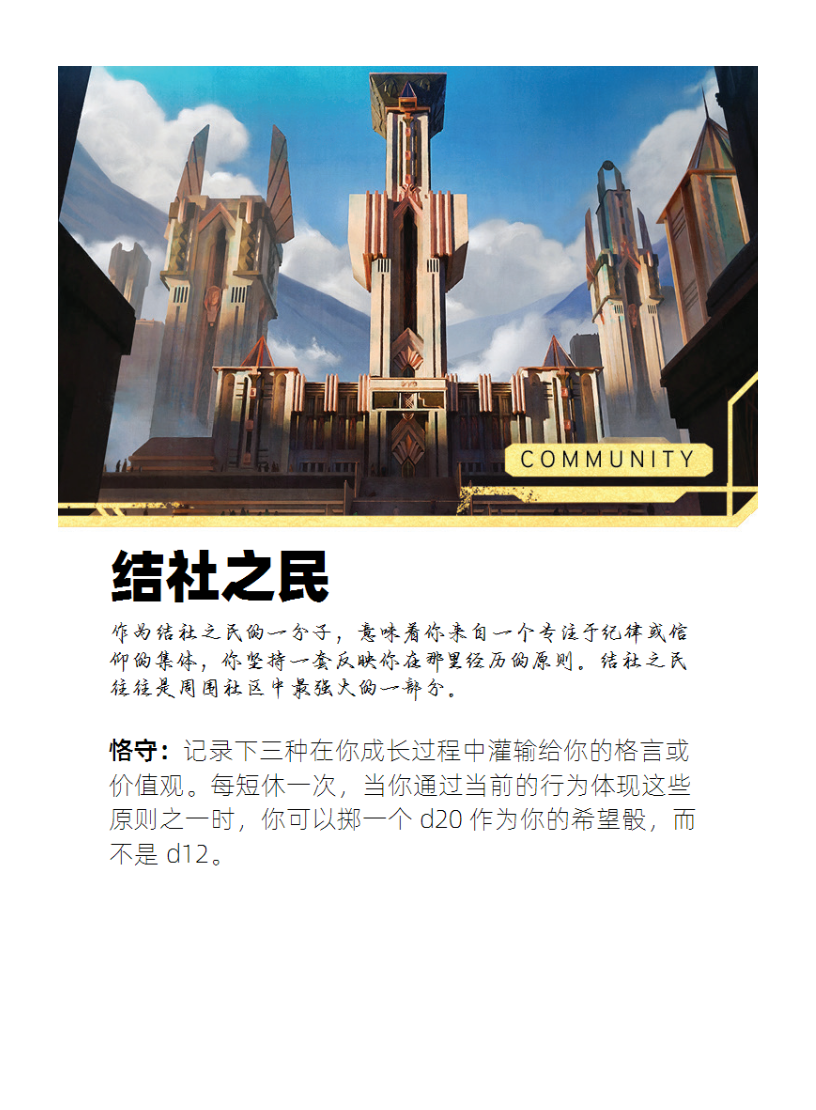 COMMUNITY
结社之民
作为结社之民的一分子，意味着你来自一个专注于纪律或信
仰的集体，你坚持一套反映你在那里经历的原则。结社之民
往往是周围社区中最强大的一部分。
恪守：记录下三种在你成长过程中灌输给你的格言或
价值观。每短休一次，当你通过当前的行为体现这些
原则之一时，你可以掷一个 d20 作为你的希望骰，而
不是 d12。